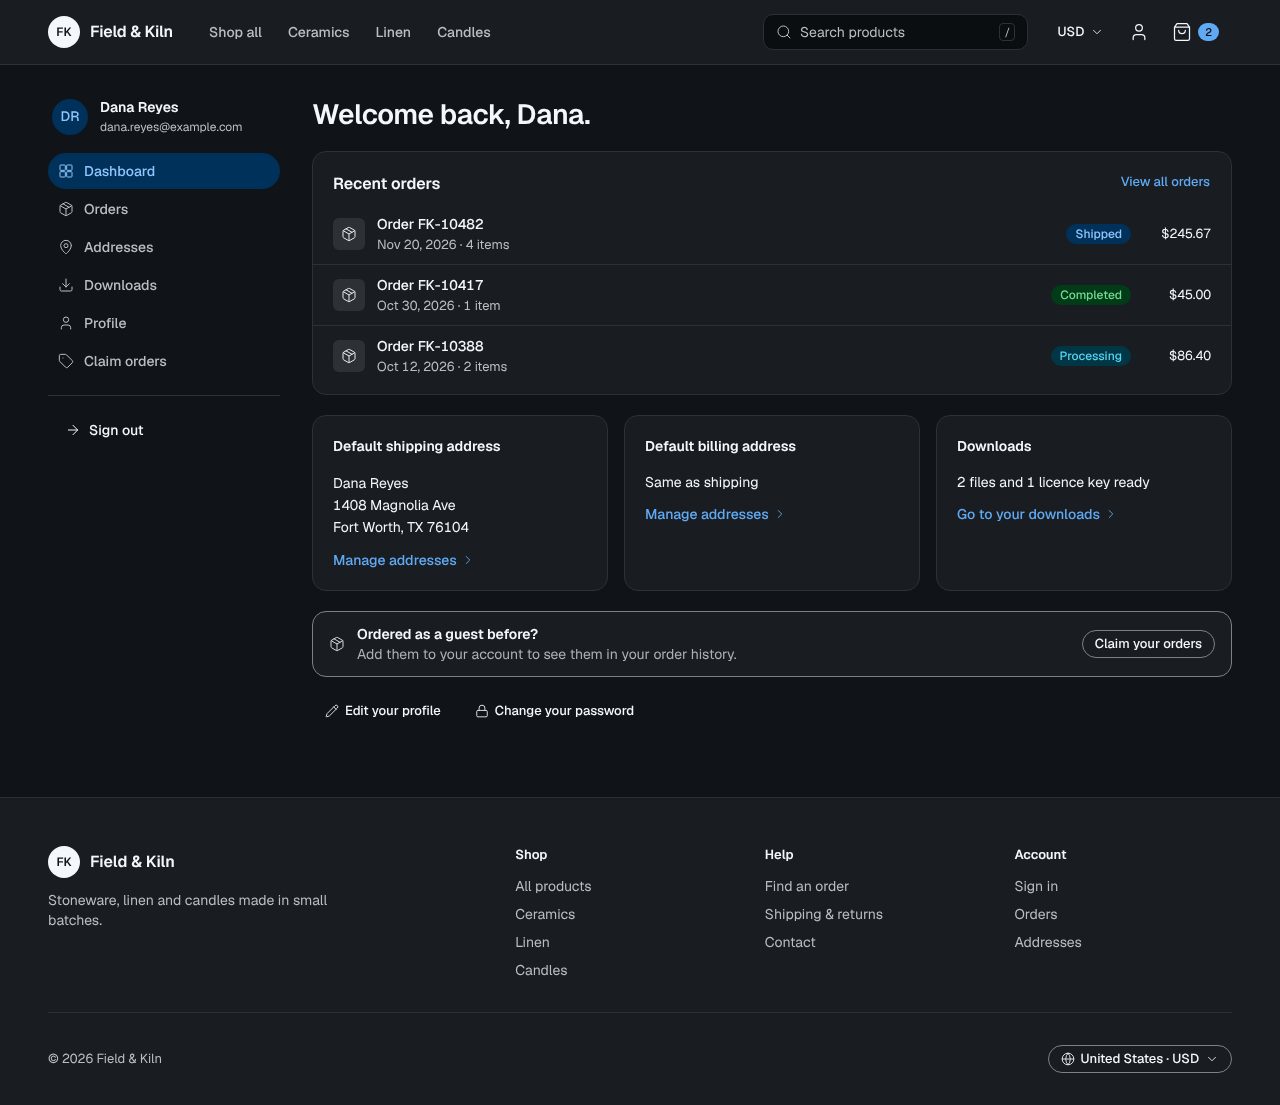 FK Field & Kiln Shop all Ceramics Linen Candles Search products / USD 2
DR Dana Reyes
dana.reyes@example.com
Dashboard
Orders
Addresses
Downloads
Profile
Claim orders
Sign out
Welcome back, Dana.
Recent orders View all orders
Order FK-10482
Nov 20, 2026 · 4 items
Shipped $245.67
Order FK-10417
Oct 30, 2026 · 1 item
Completed $45.00
Order FK-10388
Oct 12, 2026 · 2 items
Processing $86.40
Default shipping address
Dana Reyes
1408 Magnolia Ave
Fort Worth, TX 76104
Manage addresses
Default billing address
Same as shipping
Manage addresses
Downloads
2 files and 1 licence key ready
Go to your downloads
Ordered as a guest before?
Add them to your account to see them in your order history.
Claim your orders
Edit your profile Change your password
FK Field & Kiln
Stoneware, linen and candles made in small
batches.
Shop
All products
Ceramics
Linen
Candles
Help
Find an order
Shipping & returns
Contact
Account
Sign in
Orders
Addresses
© 2026 Field & Kiln
United States · USD